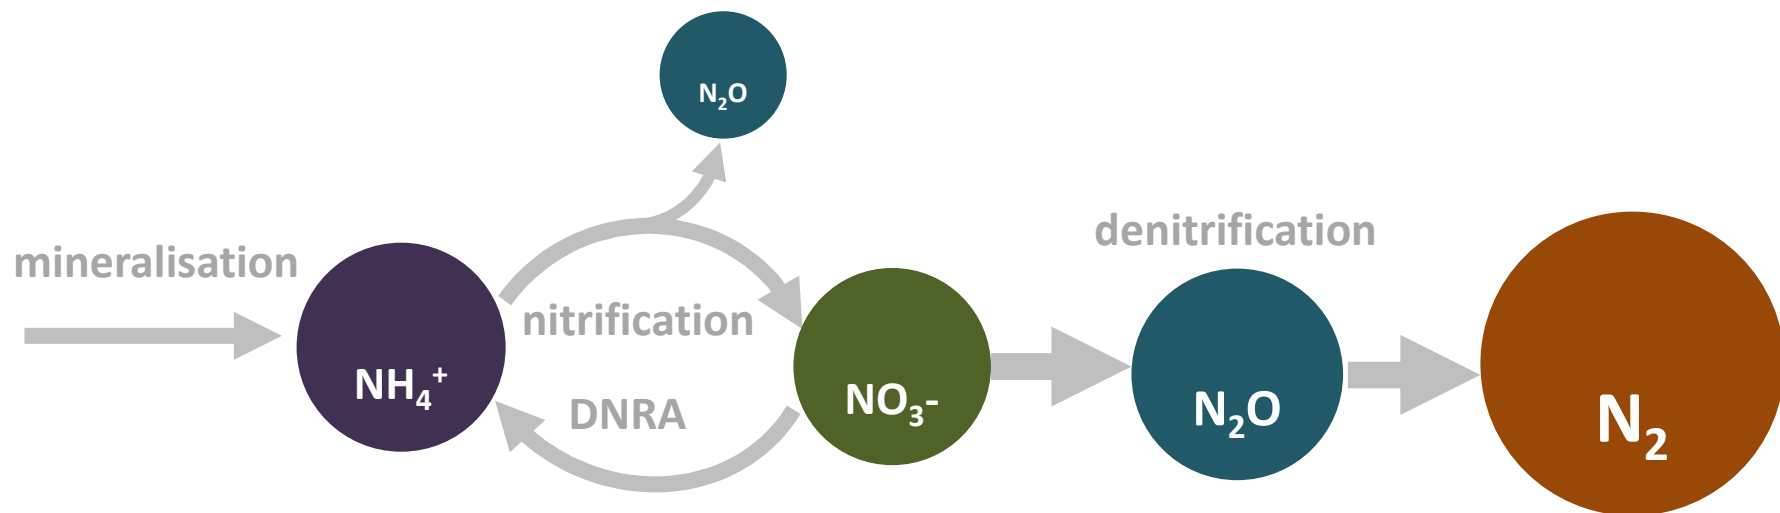 N₂O
denitrification
mineralisation
nitrification
NH₄⁺
DNRA
NO₃-
N₂O
N₂